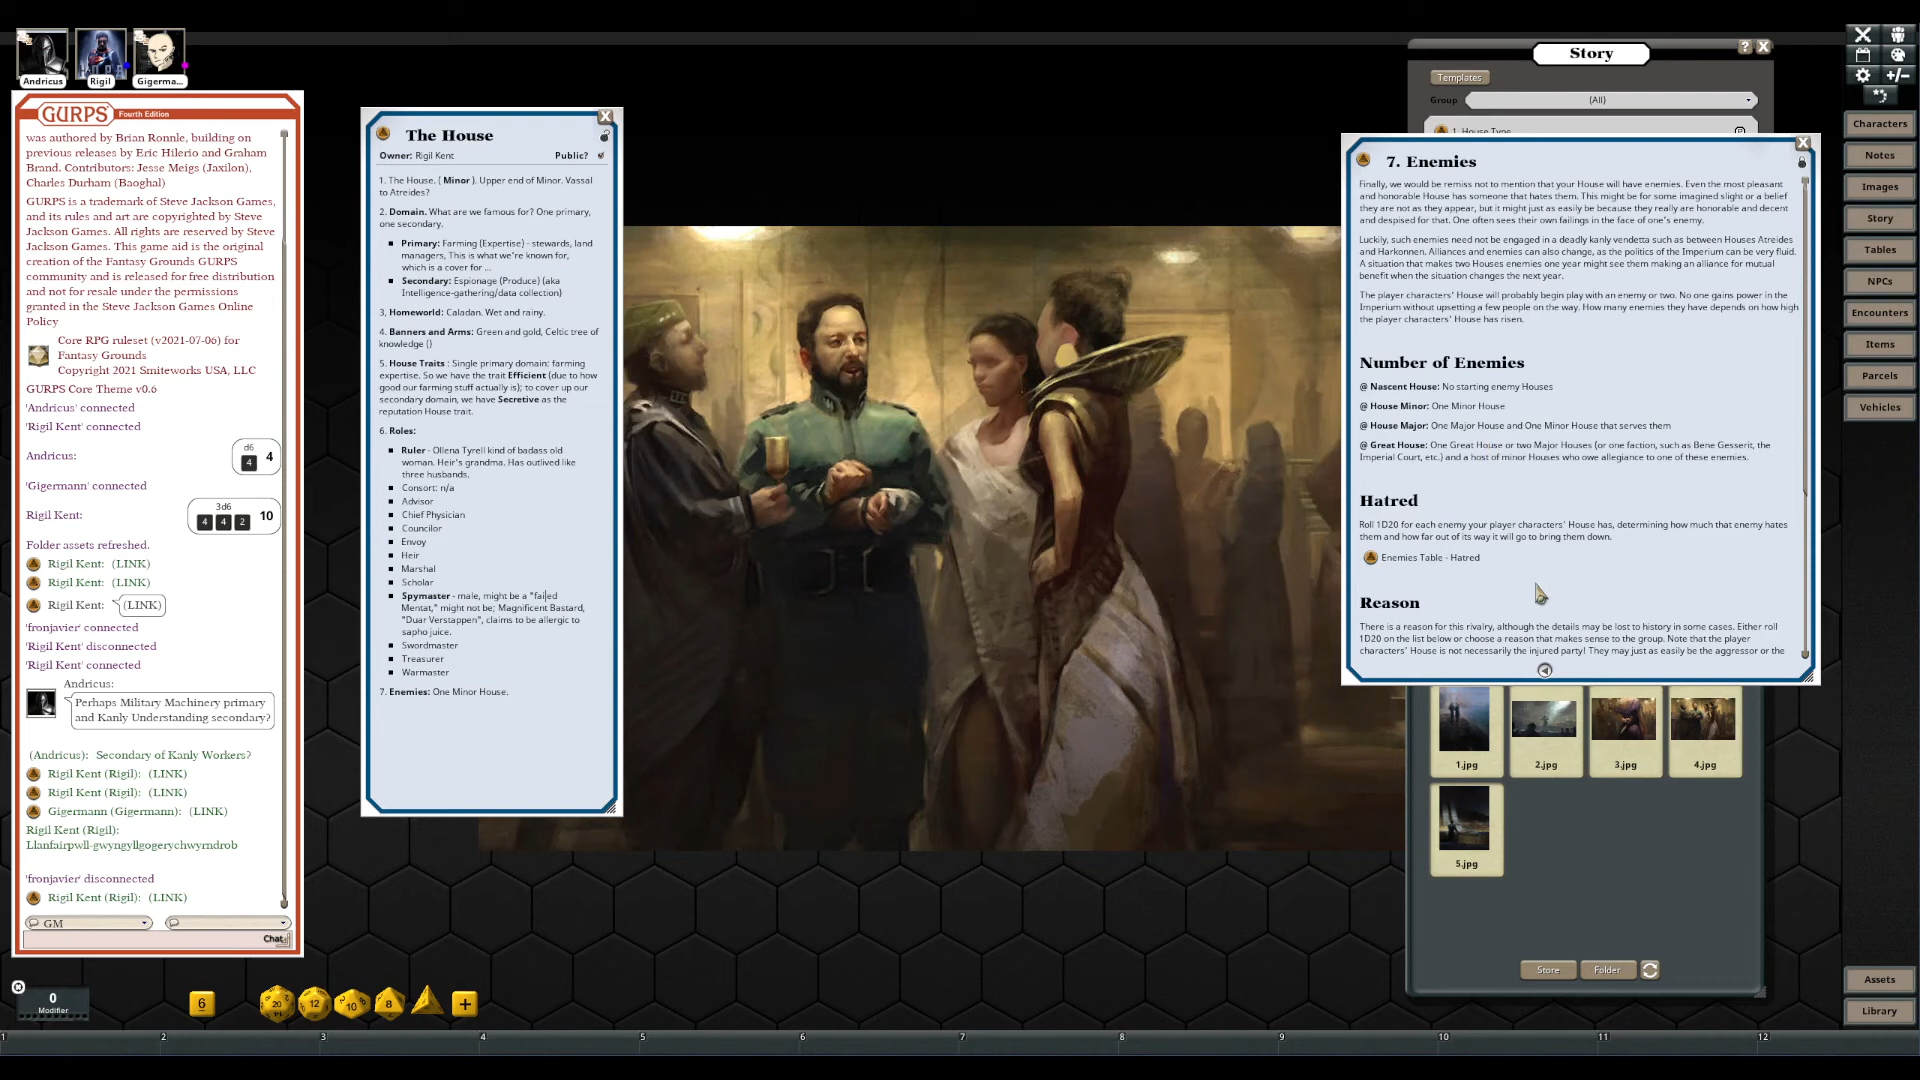 Andricus
Rigil
Gigerma...
GURPS Fourth Edition
was authored by Brian Ronnle, building on
previous releases by Eric Hilerio and Graham
Brand. Contributors: Jesse Meigs (Jaxilon),
Charles Durham (Baoghal)
GURPS is a trademark of Steve Jackson Games,
and its rules and art are copyrighted by Steve
Jackson Games. All rights are reserved by Steve
Jackson Games. This game aid is the original
creation of the Fantasy Grounds GURPS
community and is released for free distribution
and not for resale under the permissions
granted in the Steve Jackson Games Online
Policy
Core RPG ruleset (v2021-07-06) for
Fantasy Grounds
Copyright 2021 Smiteworks USA, LLC
GURPS Core Theme v0.6
'Andricus' connected
'Rigil Kent' connected
d6
Andricus: 4 4
'Gigermann' connected
3d6
Rigil Kent: 4 4 2 10
Folder assets refreshed.
Rigil Kent: (LINK)
Rigil Kent: (LINK)
Rigil Kent: (LINK)
'fronjavier' connected
'Rigil Kent' disconnected
'Rigil Kent' connected
Andricus:
Perhaps Military Machinery primary
and Kanly Understanding secondary?
(Andricus): Secondary of Kanly Workers?
Rigil Kent (Rigil): (LINK)
Rigil Kent (Rigil): (LINK)
Gigermann (Gigermann): (LINK)
Rigil Kent (Rigil):
Llanfairpwll-gwyngyllgogerychwyrndrob
'fronjavier' disconnected
Rigil Kent (Rigil): (LINK)
GM
Chat
0
Modifier
6
20
12
10
8
+
The House
Owner: Rigil Kent Public?
1. The House. ( Minor ). Upper end of Minor. Vassal
to Atreides?
2. Domain. What are we famous for? One primary,
one secondary.
Primary: Farming (Expertise) - stewards, land
managers, This is what we're known for,
which is a cover for ...
Secondary: Espionage (Produce) (aka
Intelligence-gathering/data collection)
3, Homeworld: Caladan. Wet and rainy.
4. Banners and Arms: Green and gold, Celtic tree of
knowledge ()
5. House Traits : Single primary domain: farming
expertise. So we have the trait Efficient (due to how
good our farming stuff actually is); to cover up our
secondary domain, we have Secretive as the
reputation House trait.
6. Roles:
Ruler - Ollena Tyrell kind of badass old
woman. Heir's grandma. Has outlived like
three husbands.
Consort: n/a
Advisor
Chief Physician
Councilor
Envoy
Heir
Marshal
Scholar
Spymaster - male, might be a "failed
Mentat," might not be; Magnificent Bastard,
"Duar Verstappen", claims to be allergic to
sapho juice.
Swordmaster
Treasurer
Warmaster
7. Enemies: One Minor House.
Story
? X
Templates
Group (All)
1. House Type
7. Enemies
Finally, we would be remiss not to mention that your House will have enemies. Even the most pleasant
and honorable House has someone that hates them. This might be for some imagined slight or a belief
they are not as they appear, but it might just as easily be because they really are honorable and decent
and despised for that. One often sees their own failings in the face of one's enemy.
Luckily, such enemies need not be engaged in a deadly kanly vendetta such as between Houses Atreides
and Harkonnen. Alliances and enemies can also change, as the politics of the Imperium can be very fluid.
A situation that makes two Houses enemies one year might see them making an alliance for mutual
benefit when the situation changes the next year.
The player characters' House will probably begin play with an enemy or two. No one gains power in the
Imperium without upsetting a few people on the way. How many enemies they have depends on how high
the player characters' House has risen.
Number of Enemies
@ Nascent House: No starting enemy Houses
@ House Minor: One Minor House
@ House Major: One Major House and One Minor House that serves them
@ Great House: One Great House or two Major Houses (or one faction, such as Bene Gesserit, the
Imperial Court, etc.) and a host of minor Houses who owe allegiance to one of these enemies.
Hatred
Roll 1D20 for each enemy your player characters' House has, determining how much that enemy hates
them and how far out of its way it will go to bring them down.
Enemies Table - Hatred
Reason
There is a reason for this rivalry, although the details may be lost to history in some cases. Either roll
1D20 on the list below or choose a reason that makes sense to the group. Note that the player
characters' House is not necessarily the injured party! They may just as easily be the aggressor or the
1.jpg
2.jpg
3.jpg
4.jpg
5.jpg
Store
Folder
+/-
Characters
Notes
Images
Story
Tables
NPCs
Encounters
Items
Parcels
Vehicles
Assets
Library
1 2 3 4 5 6 7 8 9 10 11 12